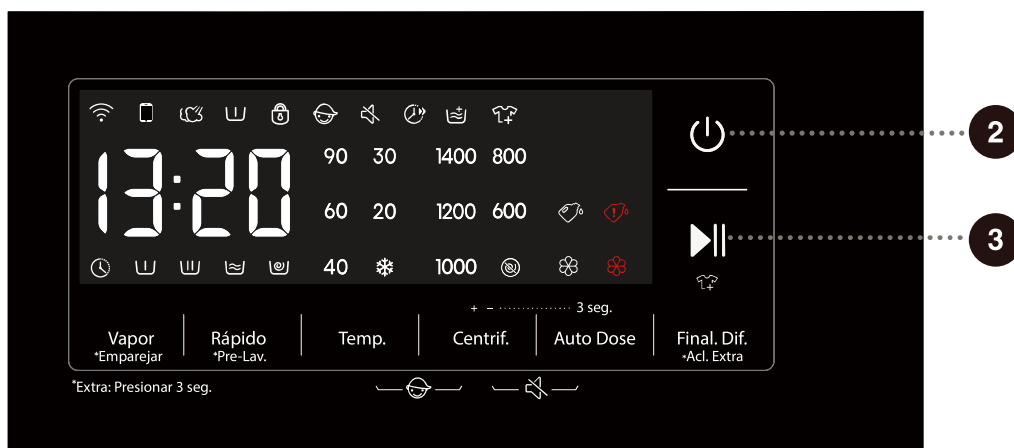 2
13:20
90 30 1400 800
60 20 1200 600
3
40 1000
+ - 3 seg.
Vapor
*Emparejar
Rápido
*Pre-Lav.
Temp.
Centrif.
Auto Dose
Final. Dif.
*Acl. Extra
*Extra: Presionar 3 seg.